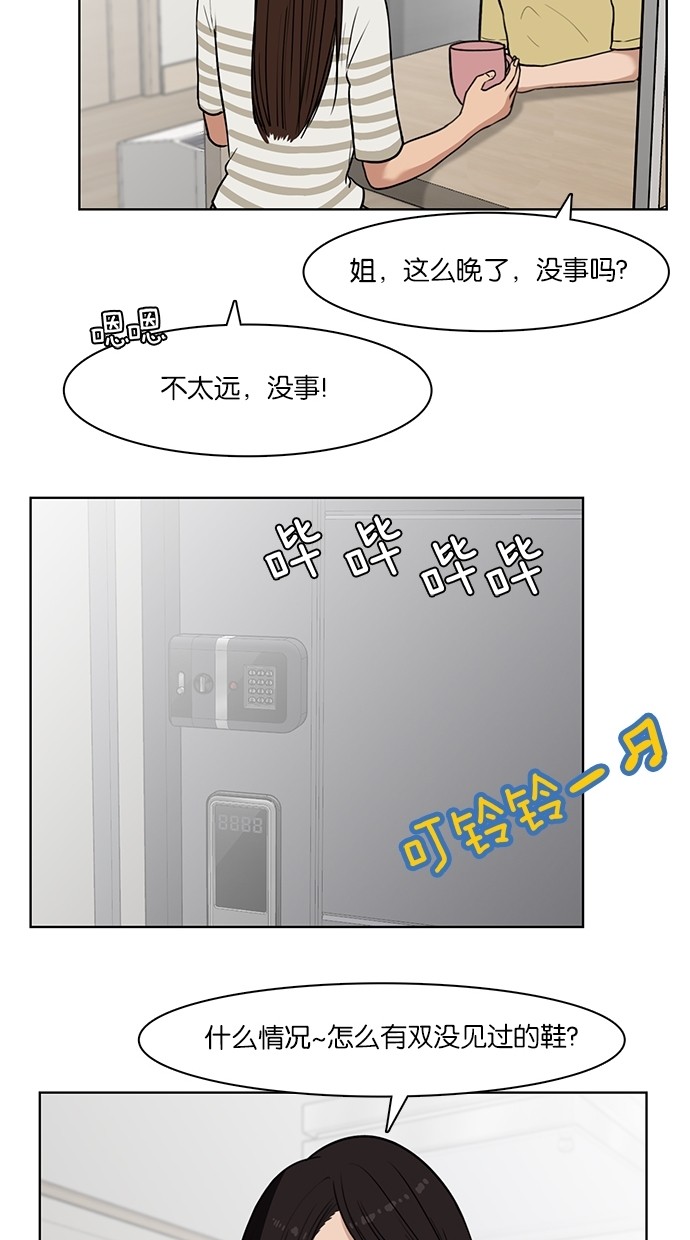 姐，这么晚了，没事吗?
嗯嗯
不太远，没事!
哔 哔 哔 哔
8888
叮铃铃一
什么情况~怎么有双没见过的鞋?